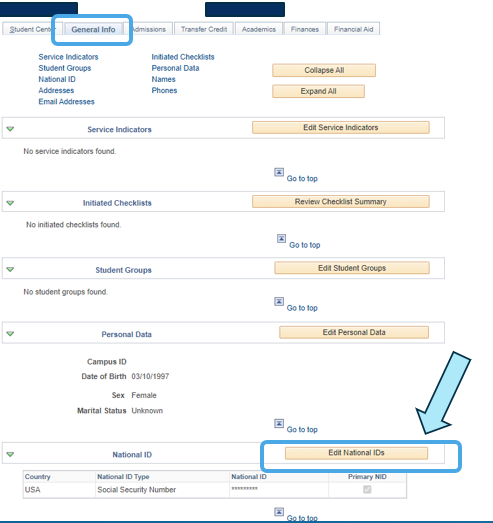 Student Center General Info Admissions Transfer Credit Academics Finances Financial Aid
Service Indicators Initiated Checklists
Student Groups Personal Data Collapse All
National ID Names
Addresses Phones Expand All
Email Addresses
Service Indicators Edit Service Indicators
No service indicators found.
Go to top
Initiated Checklists Review Checklist Summary
No initiated checklists found.
Go to top
Student Groups Edit Student Groups
No student groups found.
Go to top
Personal Data Edit Personal Data
Campus ID
Date of Birth 03/10/1997
Sex Female
Marital Status Unknown
Go to top
National ID Edit National IDs
Country National ID Type National ID Primary NID
USA Social Security Number *********
Go to top